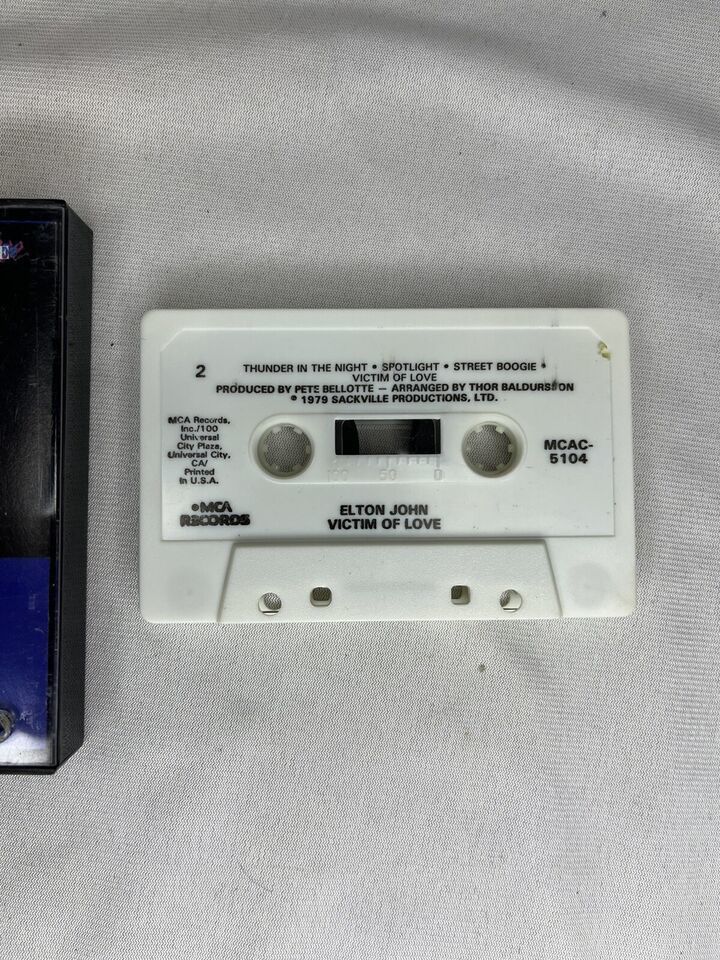 2
THUNDER IN THE NIGHT • SPOTLIGHT • STREET BOOGIE •
VICTIM OF LOVE
PRODUCED BY PETE BELLOTTE — ARRANGED BY THOR BALDURSSON
℗ 1979 SACKVILLE PRODUCTIONS, LTD.
MCA Records,
Inc./100
Universal
City Plaza,
Universal City,
CA/
Printed
In U.S.A.
MCAC-
5104
100 50 0
MCA
RECORDS
ELTON JOHN
VICTIM OF LOVE